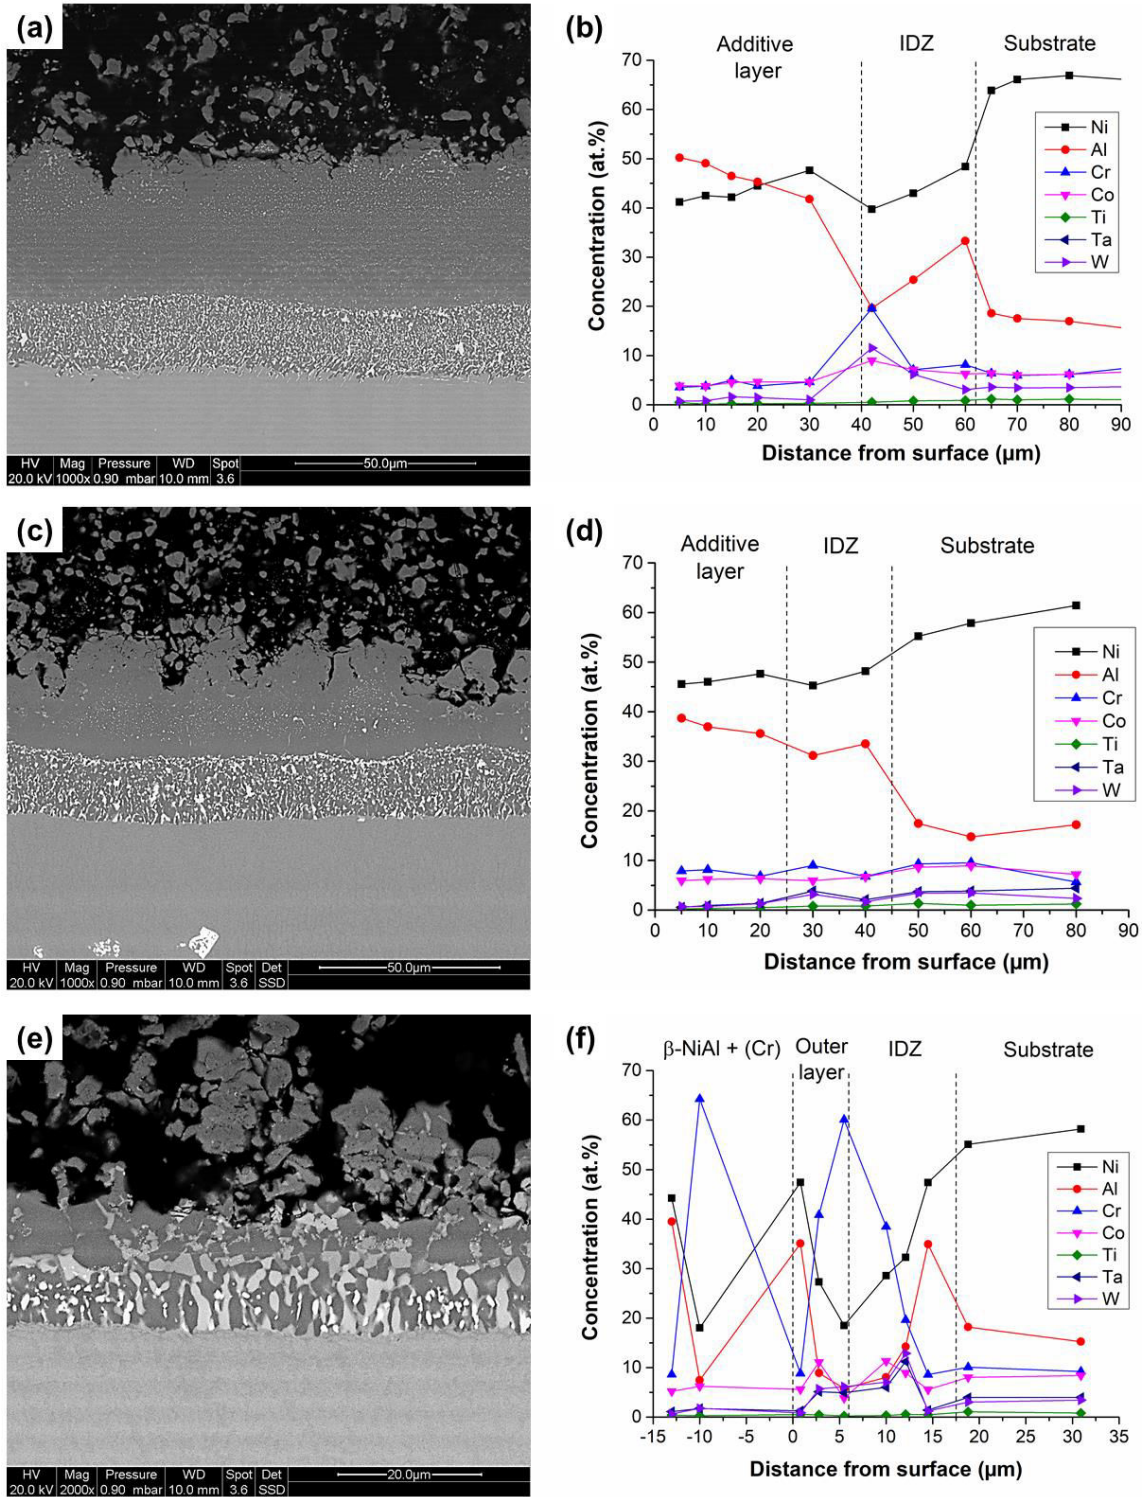 (a)
HV Mag Pressure WD Spot
20.0 kV 1000x 0.90 mbar 10.0 mm 3.6
50.0µm
(b)
Additive layer
IDZ
Substrate
Concentration (at.%)
70
60
50
40
30
20
10
0
0 10 20 30 40 50 60 70 80 90
Distance from surface (µm)
Ni
Al
Cr
Co
Ti
Ta
W
(c)
HV Mag Pressure WD Spot Det
20.0 kV 1000x 0.90 mbar 10.0 mm 3.6 SSD
50.0µm
(d)
Additive layer
IDZ
Substrate
Concentration (at.%)
70
60
50
40
30
20
10
0
0 10 20 30 40 50 60 70 80 90
Distance from surface (µm)
Ni
Al
Cr
Co
Ti
Ta
W
(e)
HV Mag Pressure WD Spot Det
20.0 kV 2000x 0.90 mbar 10.0 mm 3.6 SSD
20.0µm
(f)
β-NiAl + (Cr)
Outer layer
IDZ
Substrate
Concentration (at.%)
70
60
50
40
30
20
10
0
-15 -10 -5 0 5 10 15 20 25 30 35
Distance from surface (µm)
Ni
Al
Cr
Co
Ti
Ta
W